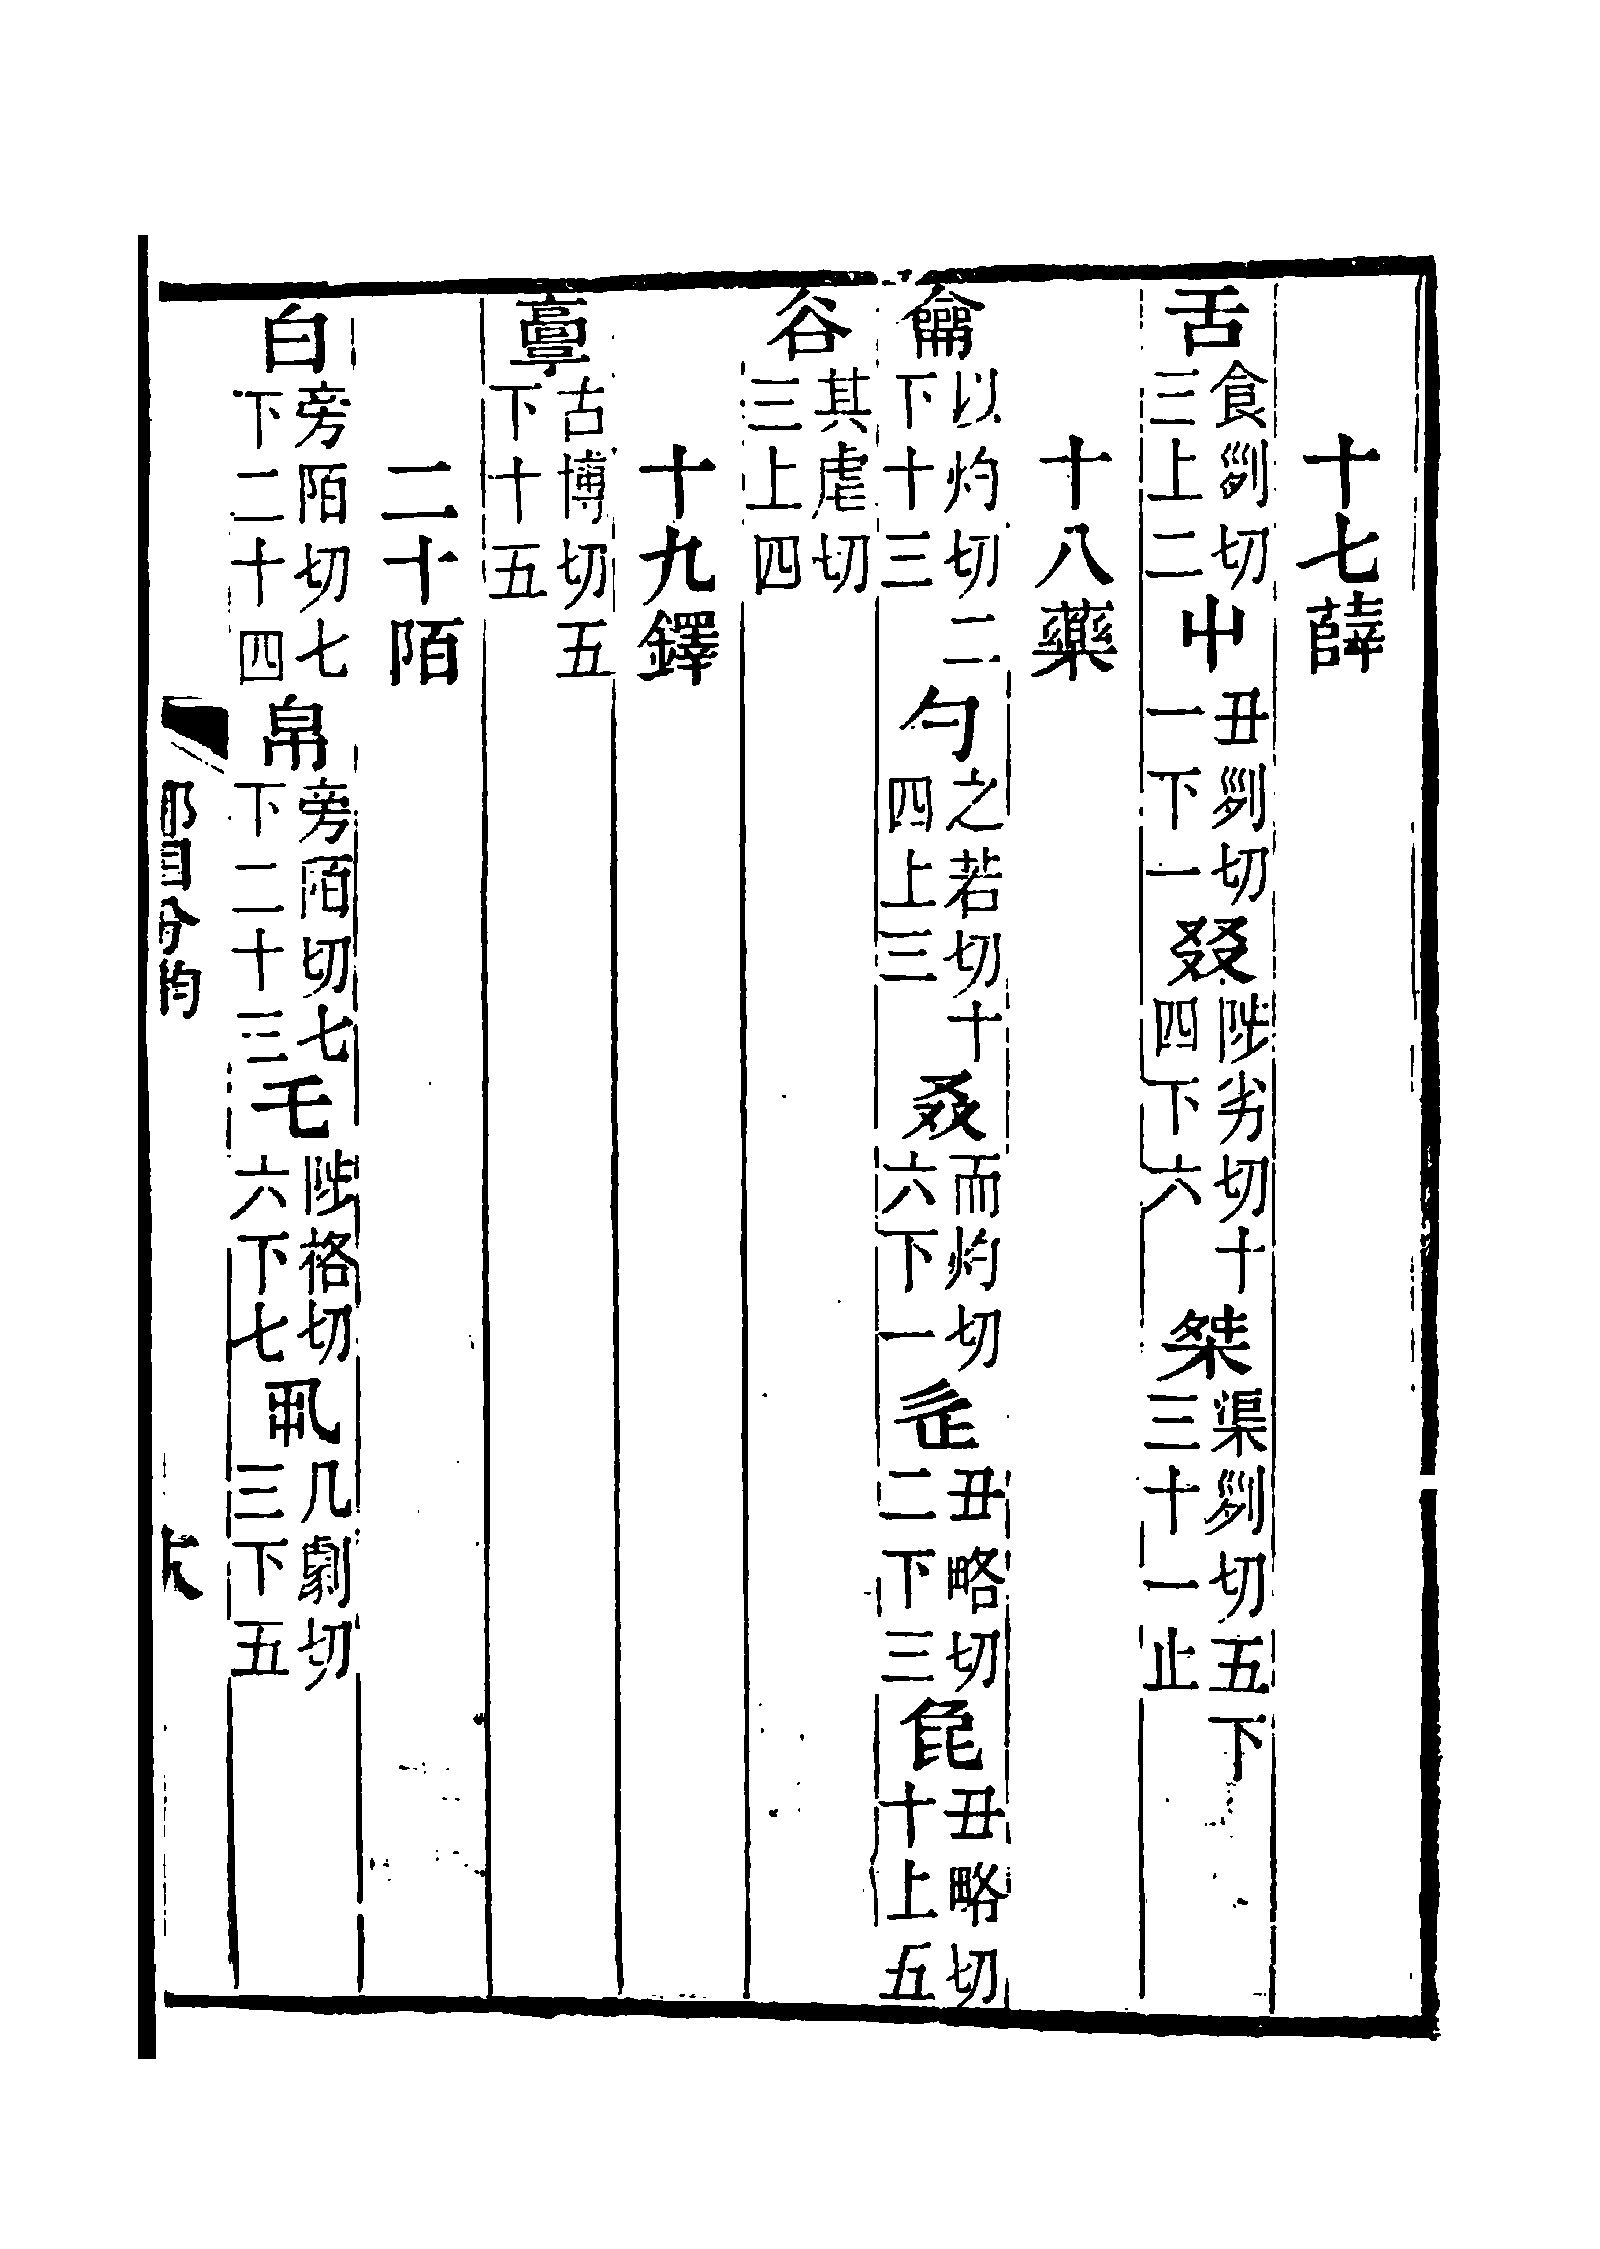 十七薛
舌食𠛱切三上二屮丑𠛱切一下一叕陟劣切十四下六桀渠𠛱切五下三十一止
十八藥
龠以灼切二下十三勺之若切十四上三叒而灼切六下一辵丑略切二下三㲋丑略切十上五
𧮫其虐切三上四
十九鐸
𩫏古博切五下十五
二十陌
白旁陌切七下二十四帛旁陌切七下二十三乇陟格切六下七丮几劇切三下五
部目分均